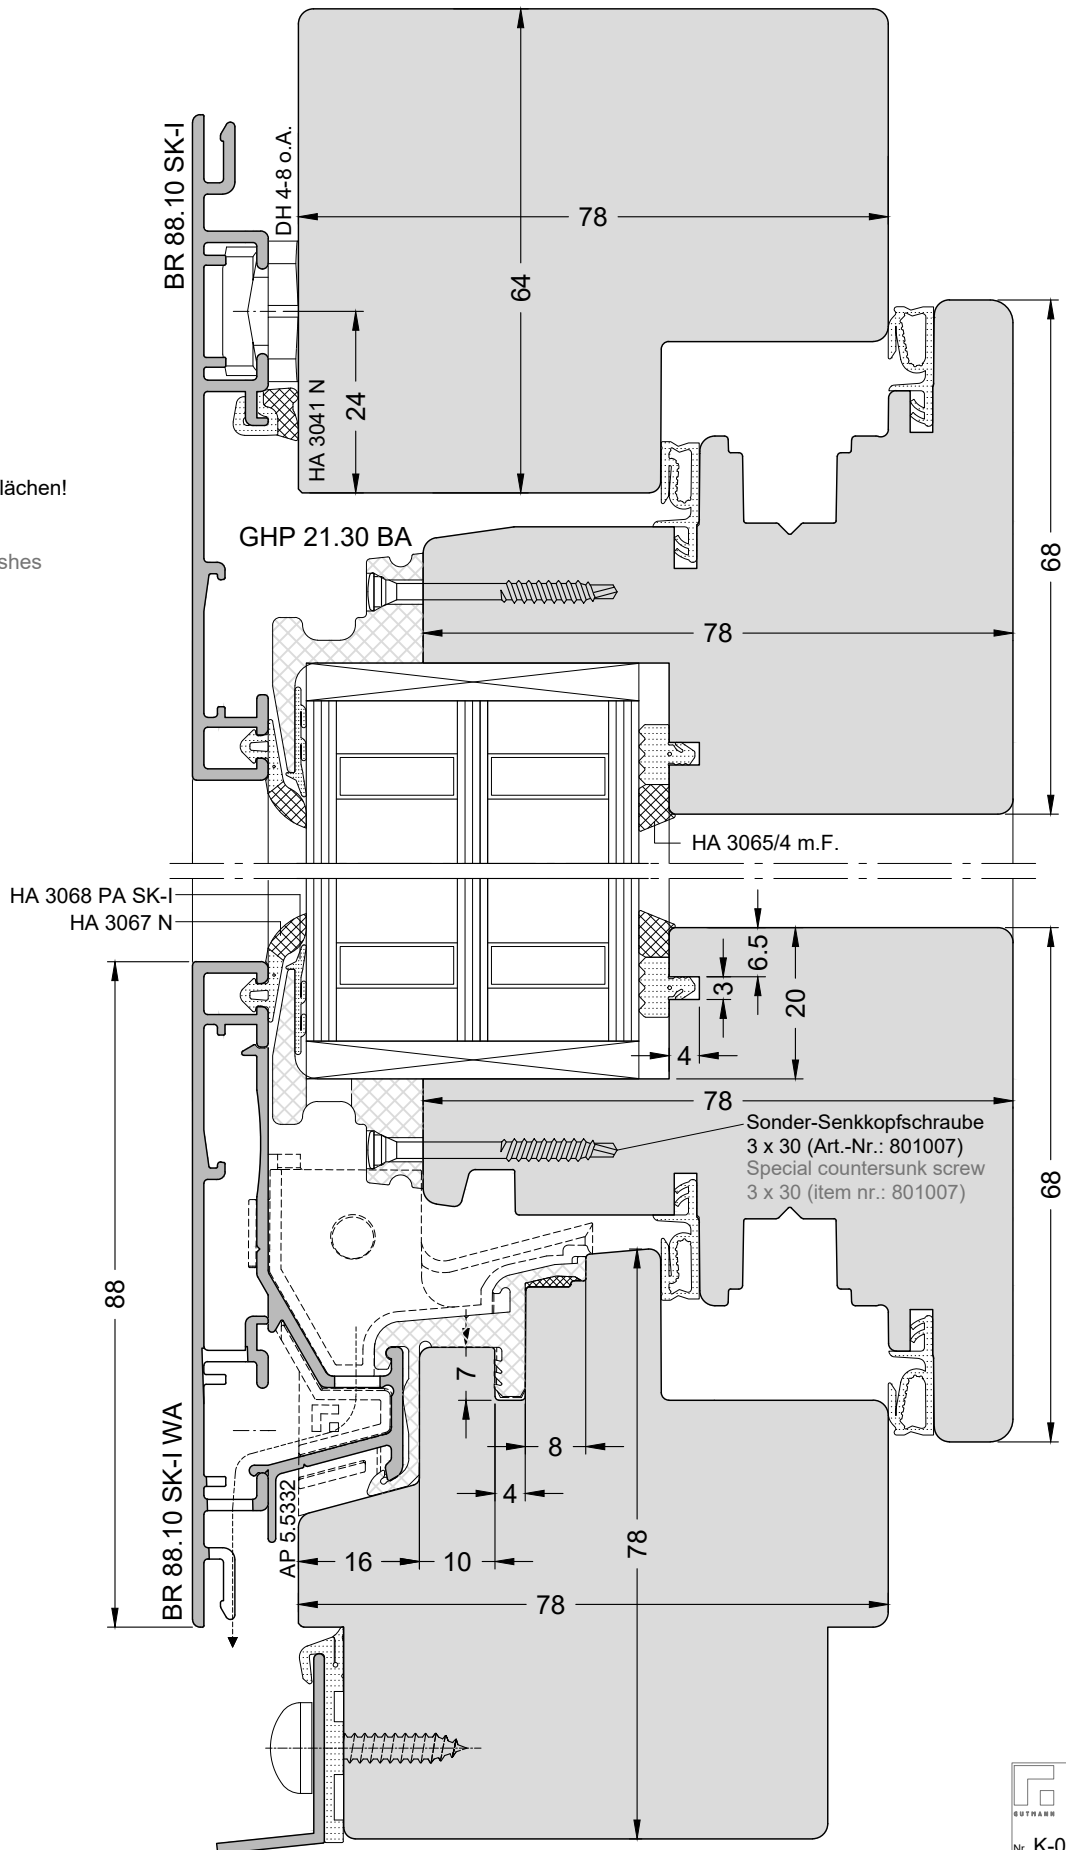 BR 88.10 SK-I
DH 4-8 o.A.
78
64
24
HA 3041 N
lächen!
shes
GHP 21.30 BA
68
78
HA 3065/4 m.F.
HA 3068 PA SK-I
HA 3067 N
6.5
3
20
4
78
Sonder-Senkkopfschraube
3 x 30 (Art.-Nr.: 801007)
Special countersunk screw
3 x 30 (item nr.: 801007)
68
88
7
8
4
BR 88.10 SK-I WA
AP 5.5332
16
10
78
78
GUTMANN
Nr. K-0